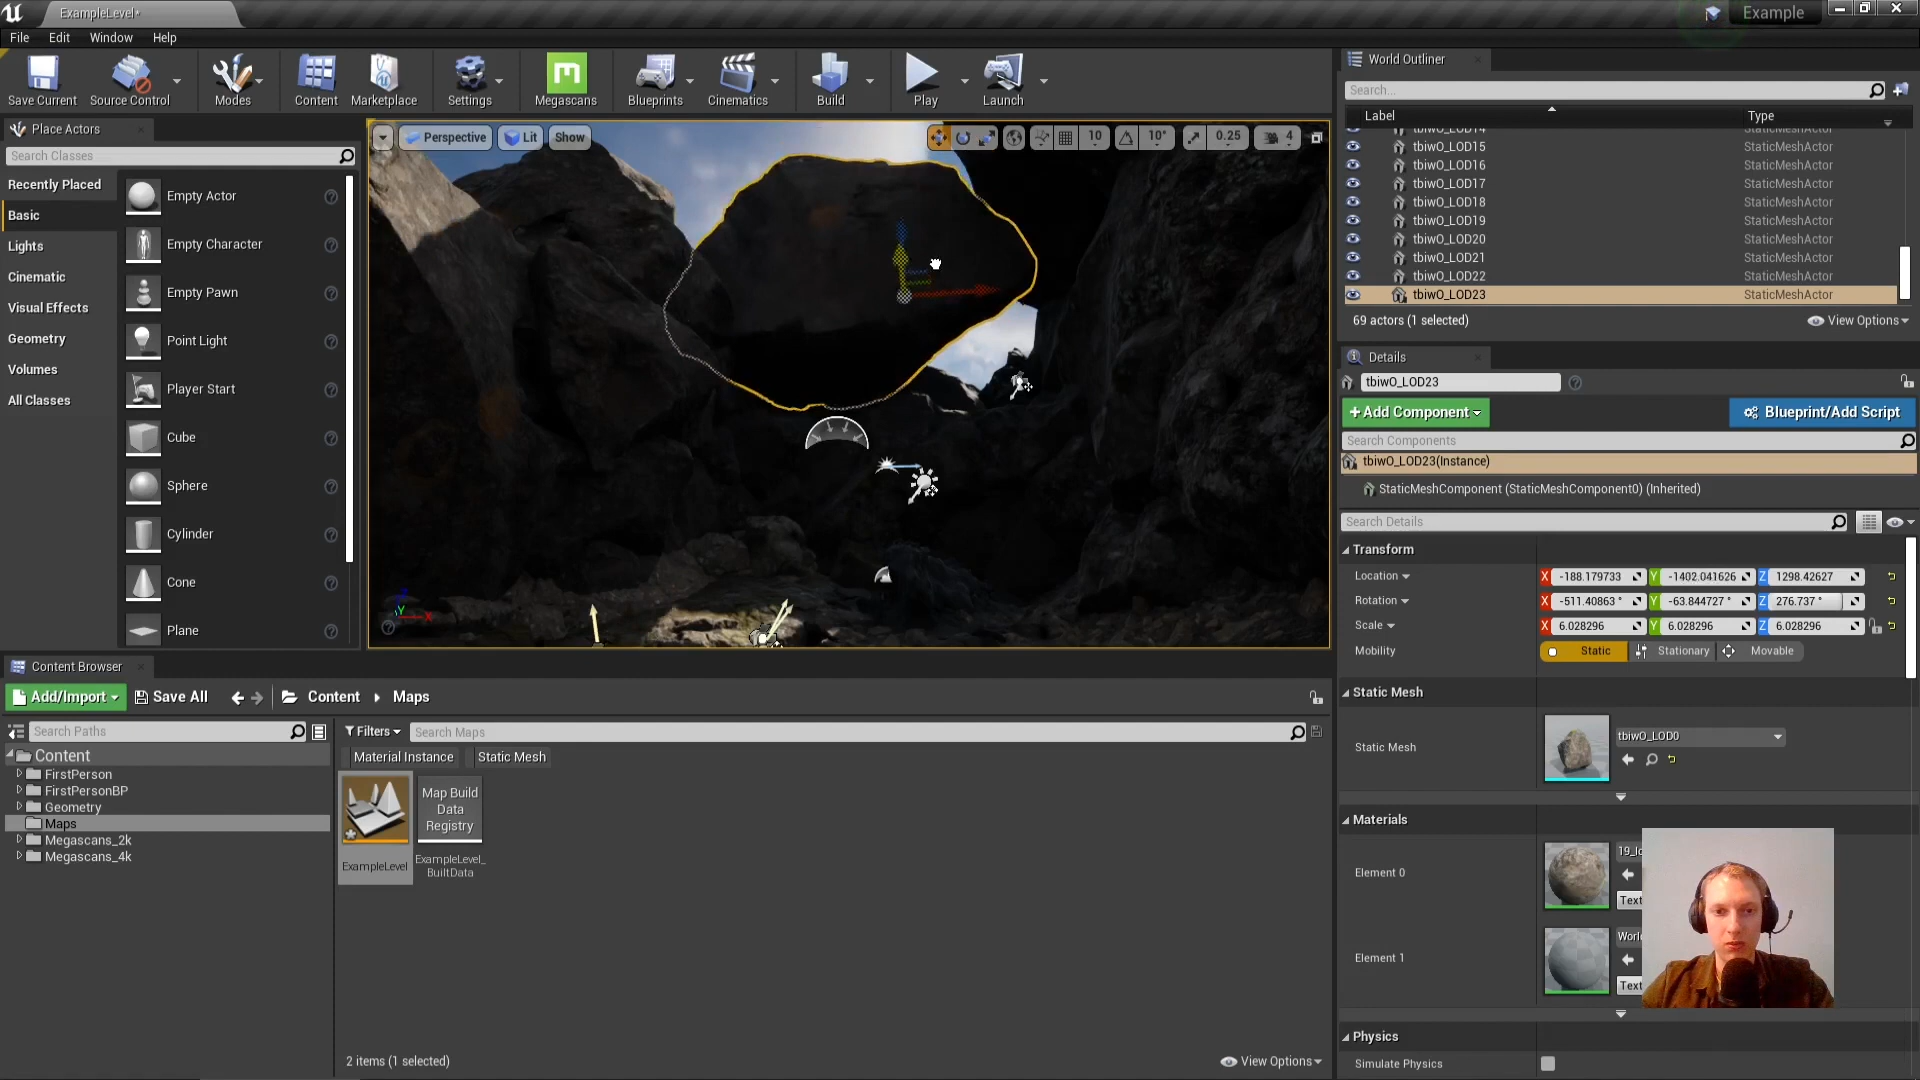 ExampleLevel*
Example
File Edit Window Help
Save Current
Source Control
Modes
Content
Marketplace
Settings
Megascans
Blueprints
Cinematics
Build
Play
Launch
Place Actors
Search Classes
Recently Placed
Basic
Lights
Cinematic
Visual Effects
Geometry
Volumes
All Classes
Empty Actor
Empty Character
Empty Pawn
Point Light
Player Start
Cube
Sphere
Cylinder
Cone
Plane
Perspective
Lit
Show
10
10°
0.25
4
X
Y
World Outliner
Search...
Label Type
tbiwO_LOD14 StaticMeshActor
tbiwO_LOD15 StaticMeshActor
tbiwO_LOD16 StaticMeshActor
tbiwO_LOD17 StaticMeshActor
tbiwO_LOD18 StaticMeshActor
tbiwO_LOD19 StaticMeshActor
tbiwO_LOD20 StaticMeshActor
tbiwO_LOD21 StaticMeshActor
tbiwO_LOD22 StaticMeshActor
tbiwO_LOD23 StaticMeshActor
69 actors (1 selected)
View Options
Details
tbiwO_LOD23
+Add Component
Blueprint/Add Script
Search Components
tbiwO_LOD23(Instance)
StaticMeshComponent (StaticMeshComponent0) (Inherited)
Search Details
Transform
Location X -188.179733 Y -1402.041626 Z 1298.42627
Rotation X -511.40863 ° Y -63.844727 ° Z 276.737 °
Scale X 6.028296 Y 6.028296 Z 6.028296
Mobility Static Stationary Movable
Static Mesh
Static Mesh
tbiwO_LOD0
Materials
Element 0
Text
Element 1
Worl
Text
Physics
Simulate Physics
Content Browser
Add/Import
Save All
Content
Maps
Search Paths
Filters
Search Maps
Material Instance
Static Mesh
Content
FirstPerson
FirstPersonBP
Geometry
Maps
Megascans_2k
Megascans_4k
ExampleLevel
Map Build
Data
Registry
ExampleLevel_
BuiltData
2 items (1 selected)
View Options